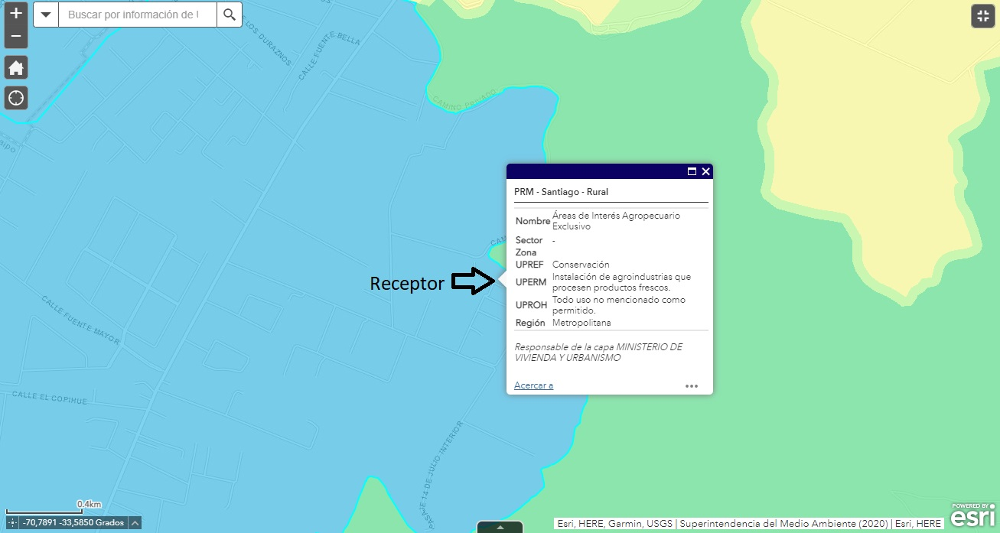 +
Buscar por información de l
−
LOS DURAZNOS
CALLE FUENTE BELLA
CAMINO
PRM - Santiago - Rural
Nombre Áreas de Interés Agropecuario
Exclusivo
Sector -
Zona
UPREF Conservación
UPERM Instalación de agroindustrias que
procesen productos frescos.
UPROH Todo uso no mencionado como
permitido.
Región Metropolitana
Responsable de la capa MINISTERIO DE
VIVIENDA Y URBANISMO
Acercar a
•••
Receptor
CALLE FUENTE MAYOR
CALLE EL COPIHUE
PASAJE 14 DE JULIO INTERIOR
0.4km
-70,7891 -33,5850 Grados
Esri, HERE, Garmin, USGS | Superintendencia del Medio Ambiente (2020) | Esri, HERE
POWERED BY
esri